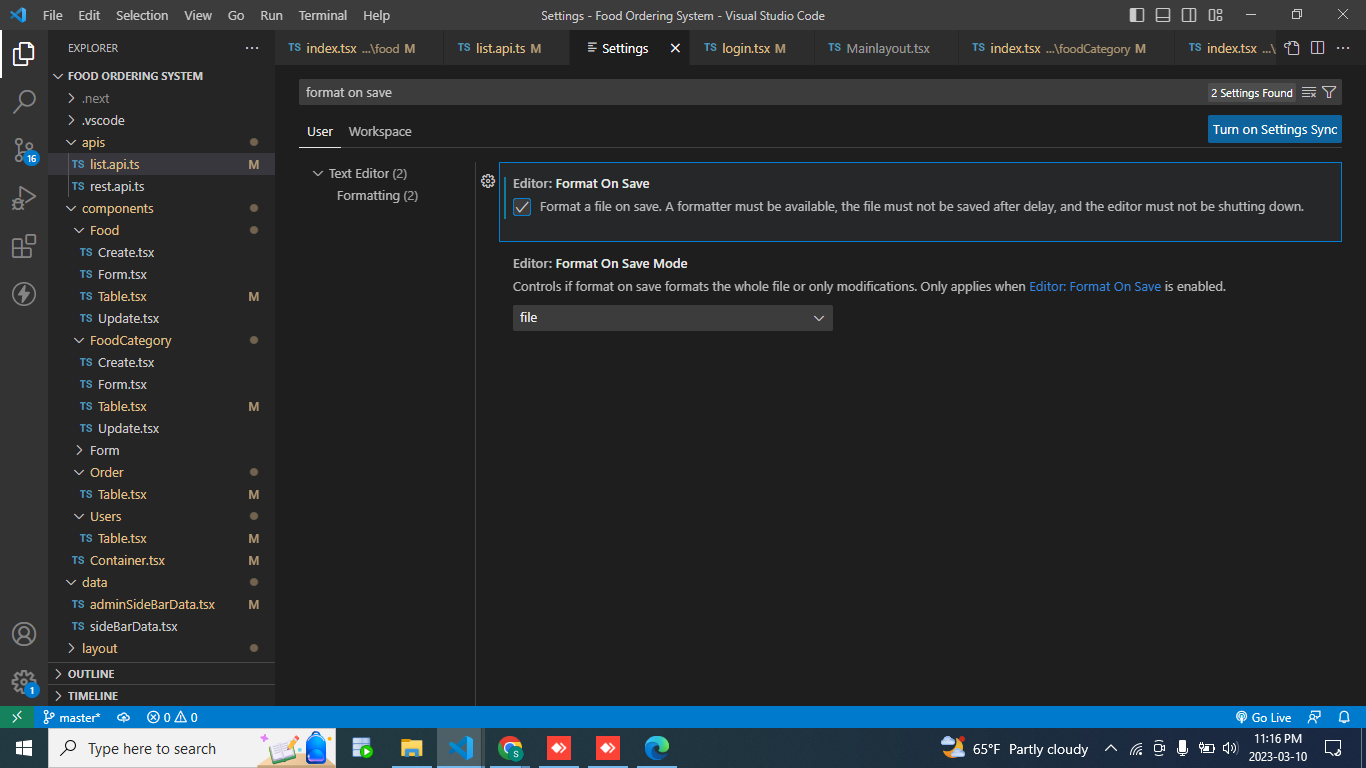 File Edit Selection View Go Run Terminal Help
Settings - Food Ordering System - Visual Studio Code
EXPLORER
TS index.tsx ...\food M
TS list.api.ts M
Settings
TS login.tsx M
TS Mainlayout.tsx
TS index.tsx ...\foodCategory M
TS index.tsx ...\
FOOD ORDERING SYSTEM
.next
.vscode
apis
TS list.api.ts M
TS rest.api.ts
components
Food
TS Create.tsx
TS Form.tsx
TS Table.tsx M
TS Update.tsx
FoodCategory
TS Create.tsx
TS Form.tsx
TS Table.tsx M
TS Update.tsx
Form
Order
TS Table.tsx M
Users
TS Table.tsx M
TS Container.tsx M
data
TS adminSideBarData.tsx M
TS sideBarData.tsx
layout
OUTLINE
TIMELINE
16
1
format on save
2 Settings Found
User Workspace
Turn on Settings Sync
Text Editor (2)
Formatting (2)
Editor: Format On Save
Format a file on save. A formatter must be available, the file must not be saved after delay, and the editor must not be shutting down.
Editor: Format On Save Mode
Controls if format on save formats the whole file or only modifications. Only applies when Editor: Format On Save is enabled.
file
master* 0 0
Go Live
Type here to search
S
65°F Partly cloudy
11:16 PM
2023-03-10